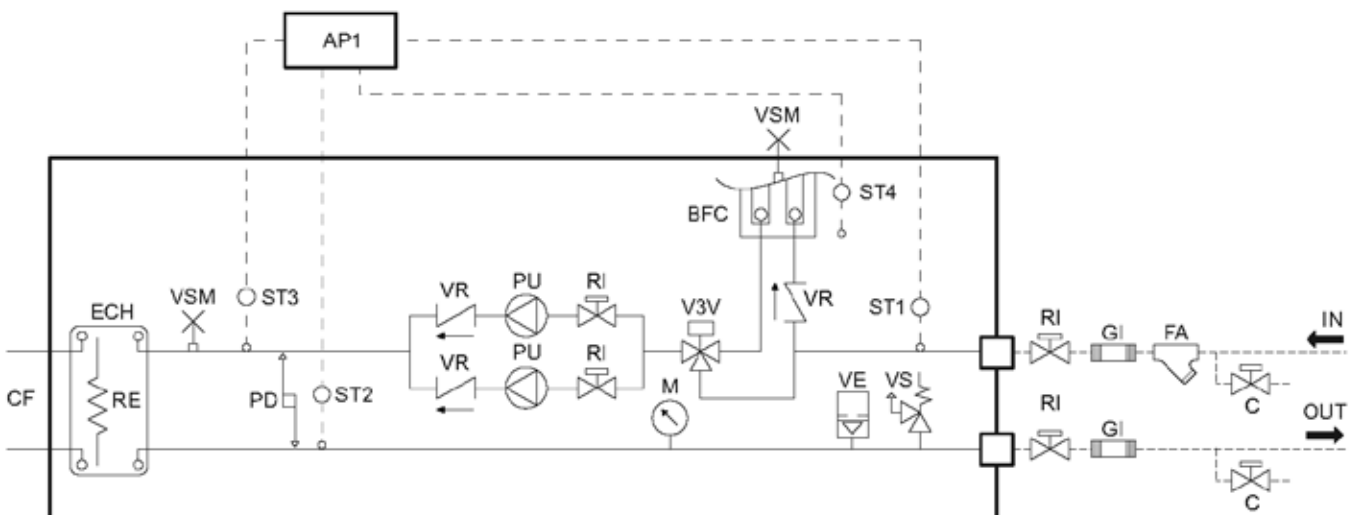 AP1
VSM
ST4
BFC
ECH VSM ST3 VR PU RI V3V VR ST1 RI GI FA IN
CF RE PD ST2 VR PU RI M VE VS C
RI GI OUT
C